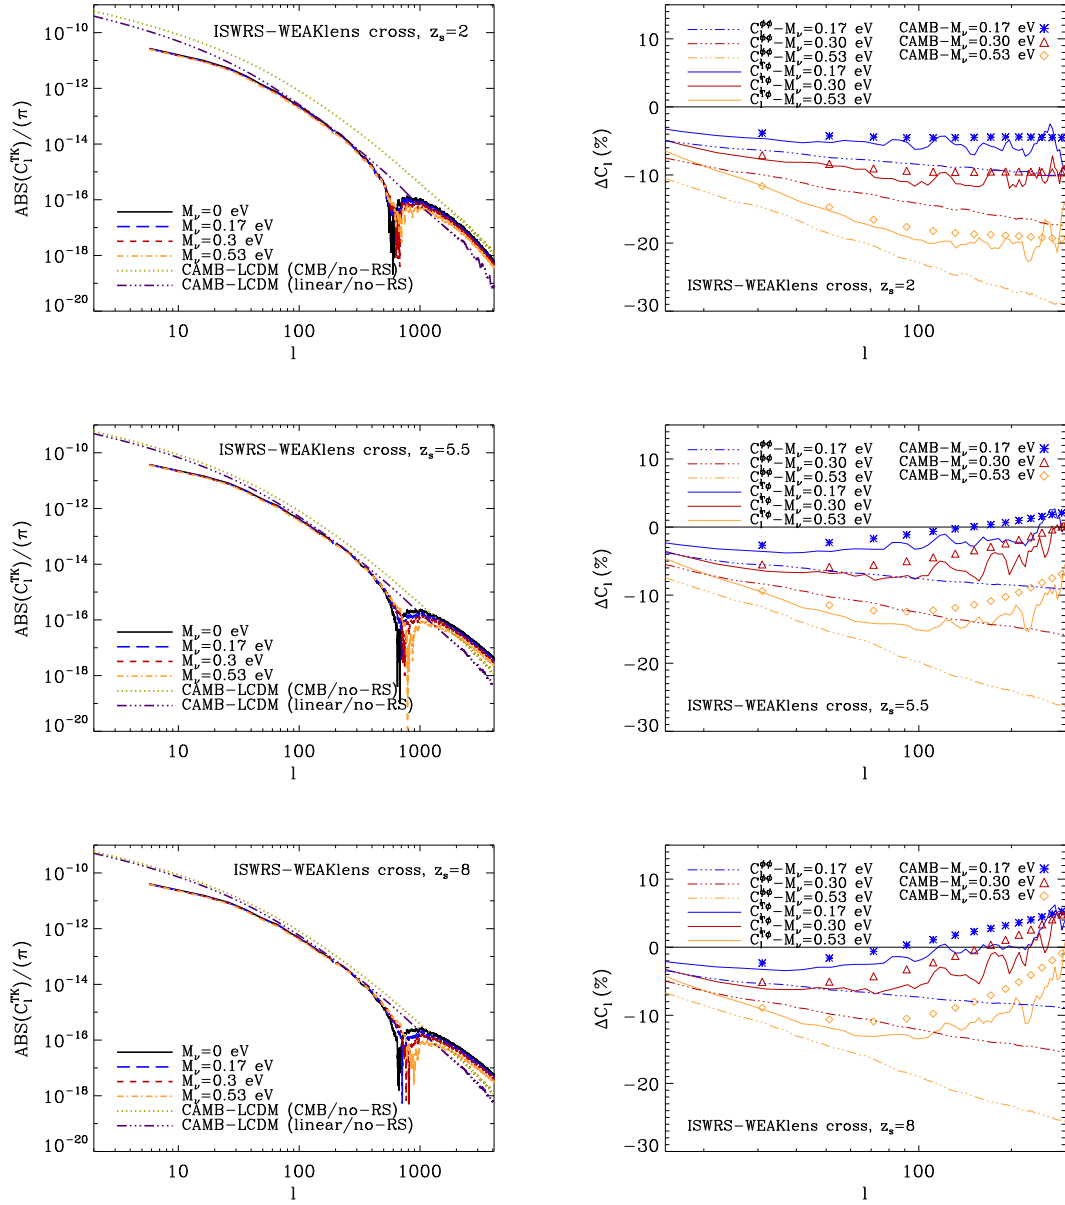 ISWRS-WEAKlens cross, z_s=2
ABS(C_l^TK)/(π)
10^-10
10^-12
10^-14
10^-16
10^-18
10^-20
M_ν=0 eV
M_ν=0.17 eV
M_ν=0.3 eV
M_ν=0.53 eV
CAMB-LCDM (CMB/no-RS)
CAMB-LCDM (linear/no-RS)
10 100 1000
l
C_l^ϕϕ-M_ν=0.17 eV
C_l^ϕϕ-M_ν=0.30 eV
C_l^ϕϕ-M_ν=0.53 eV
C_l^Tϕ-M_ν=0.17 eV
C_l^Tϕ-M_ν=0.30 eV
C_l^Tϕ-M_ν=0.53 eV
CAMB-M_ν=0.17 eV
CAMB-M_ν=0.30 eV
CAMB-M_ν=0.53 eV
ΔC_l (%)
10
0
-10
-20
-30
ISWRS-WEAKlens cross, z_s=2
100
l
ISWRS-WEAKlens cross, z_s=5.5
ABS(C_l^TK)/(π)
10^-10
10^-12
10^-14
10^-16
10^-18
10^-20
M_ν=0 eV
M_ν=0.17 eV
M_ν=0.3 eV
M_ν=0.53 eV
CAMB-LCDM (CMB/no-RS)
CAMB-LCDM (linear/no-RS)
10 100 1000
l
C_l^ϕϕ-M_ν=0.17 eV
C_l^ϕϕ-M_ν=0.30 eV
C_l^ϕϕ-M_ν=0.53 eV
C_l^Tϕ-M_ν=0.17 eV
C_l^Tϕ-M_ν=0.30 eV
C_l^Tϕ-M_ν=0.53 eV
CAMB-M_ν=0.17 eV
CAMB-M_ν=0.30 eV
CAMB-M_ν=0.53 eV
ΔC_l (%)
10
0
-10
-20
-30
ISWRS-WEAKlens cross, z_s=5.5
100
l
ISWRS-WEAKlens cross, z_s=8
ABS(C_l^TK)/(π)
10^-10
10^-12
10^-14
10^-16
10^-18
10^-20
M_ν=0 eV
M_ν=0.17 eV
M_ν=0.3 eV
M_ν=0.53 eV
CAMB-LCDM (CMB/no-RS)
CAMB-LCDM (linear/no-RS)
10 100 1000
l
C_l^ϕϕ-M_ν=0.17 eV
C_l^ϕϕ-M_ν=0.30 eV
C_l^ϕϕ-M_ν=0.53 eV
C_l^Tϕ-M_ν=0.17 eV
C_l^Tϕ-M_ν=0.30 eV
C_l^Tϕ-M_ν=0.53 eV
CAMB-M_ν=0.17 eV
CAMB-M_ν=0.30 eV
CAMB-M_ν=0.53 eV
ΔC_l (%)
10
0
-10
-20
-30
ISWRS-WEAKlens cross, z_s=8
100
l